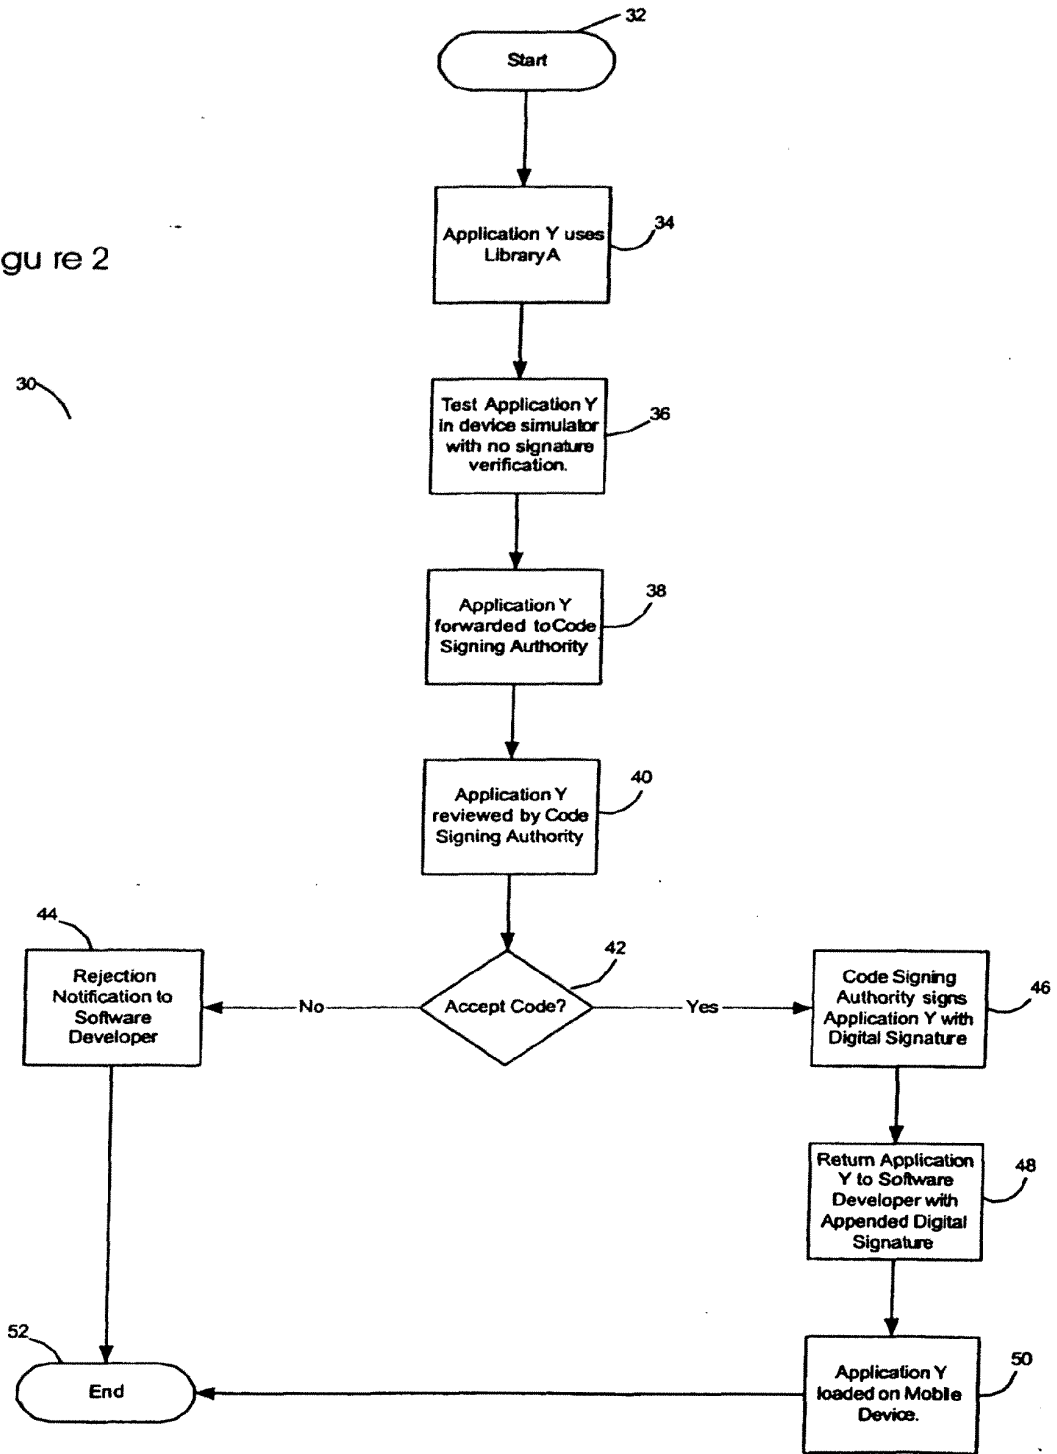 32
Start
gu re 2
34
Application Y uses
Library A
30
36
Test Application Y
in device simulator
with no signature
verification.
38
Application Y
forwarded to Code
Signing Authority
40
Application Y
reviewed by Code
Signing Authority
44
Rejection
Notification to
Software
Developer
No
42
Accept Code?
Yes
46
Code Signing
Authority signs
Application Y with
Digital Signature
48
Return Application
Y to Software
Developer with
Appended Digital
Signature
52
End
50
Application Y
loaded on Mobile
Device.